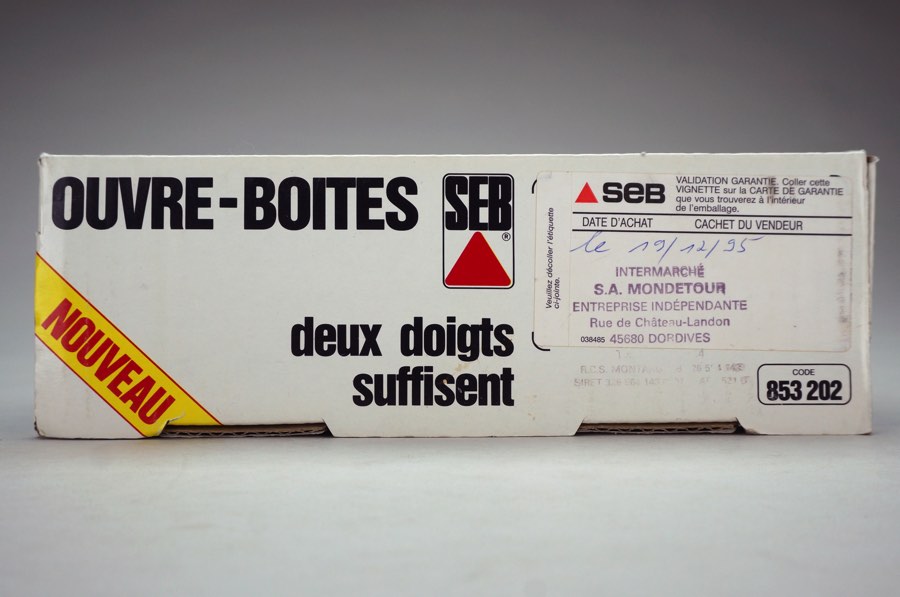 OUVRE-BOITES
SEB
®
NOUVEAU
deux doigts
suffisent
Veuillez décoller l'étiquette
ci-jointe.
SEB
VALIDATION GARANTIE. Coller cette
VIGNETTE sur la CARTE DE GARANTIE
que vous trouverez à l'intérieur
de l'emballage.
DATE D'ACHAT CACHET DU VENDEUR
le 19/12/95
INTERMARCHÉ
S.A. MONDETOUR
ENTREPRISE INDÉPENDANTE
Rue de Château-Landon
038485 45680 DORDIVES
R.C.S.
SIRET
CODE
853 202